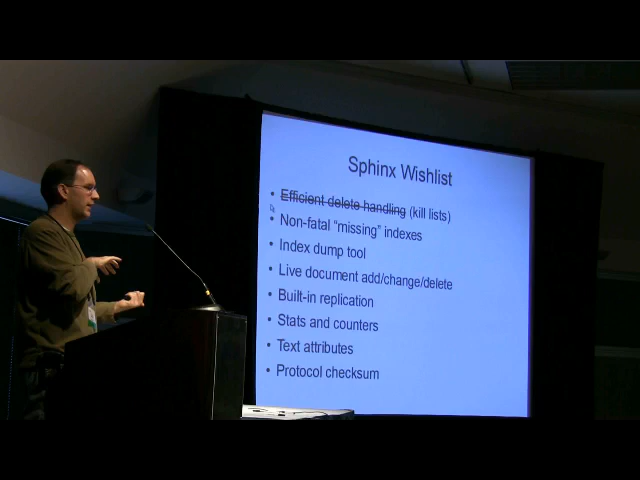 Sphinx Wishlist
• Efficient delete handling (kill lists)
• Non-fatal "missing" indexes
• Index dump tool
• Live document add/change/delete
• Built-in replication
• Stats and counters
• Text attributes
• Protocol checksum